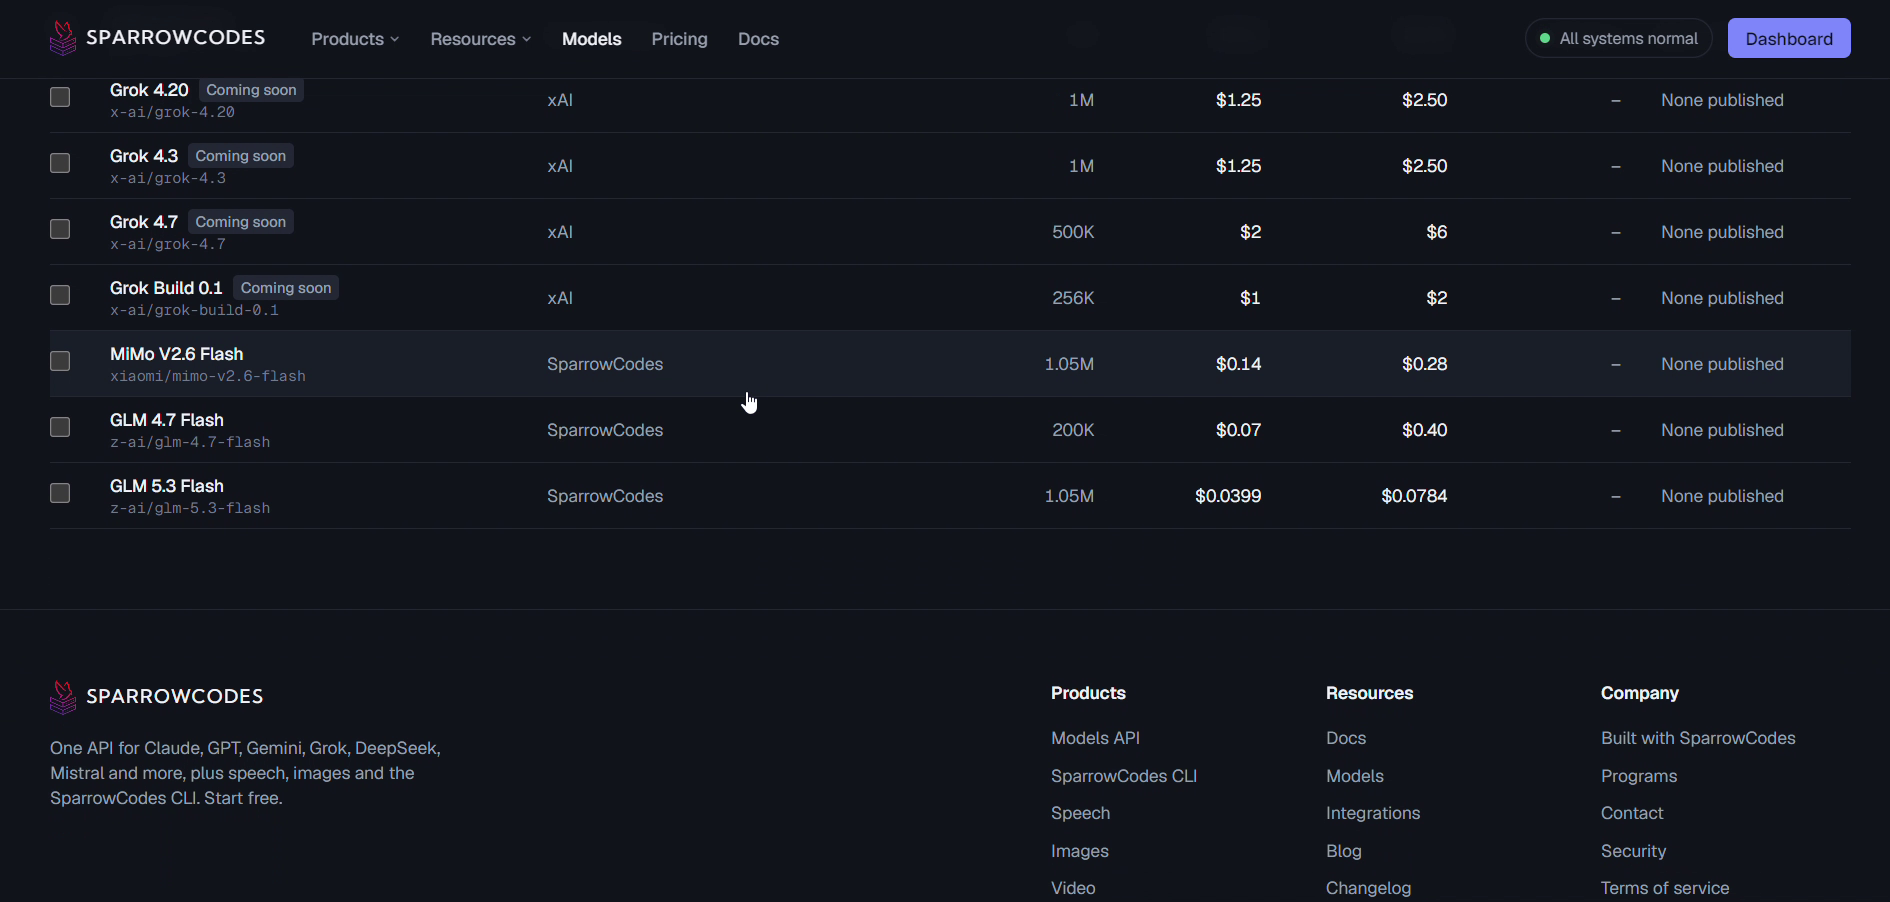 SPARROWCODES Products Resources Models Pricing Docs All systems normal Dashboard
Grok 4.20 Coming soon
x-ai/grok-4.20
xAI 1M $1.25 $2.50 – None published
Grok 4.3 Coming soon
x-ai/grok-4.3
xAI 1M $1.25 $2.50 – None published
Grok 4.7 Coming soon
x-ai/grok-4.7
xAI 500K $2 $6 – None published
Grok Build 0.1 Coming soon
x-ai/grok-build-0.1
xAI 256K $1 $2 – None published
MiMo V2.6 Flash
xiaomi/mimo-v2.6-flash
SparrowCodes 1.05M $0.14 $0.28 – None published
GLM 4.7 Flash
z-ai/glm-4.7-flash
SparrowCodes 200K $0.07 $0.40 – None published
GLM 5.3 Flash
z-ai/glm-5.3-flash
SparrowCodes 1.05M $0.0399 $0.0784 – None published
SPARROWCODES
One API for Claude, GPT, Gemini, Grok, DeepSeek,
Mistral and more, plus speech, images and the
SparrowCodes CLI. Start free.
Products
Models API
SparrowCodes CLI
Speech
Images
Video
Resources
Docs
Models
Integrations
Blog
Changelog
Company
Built with SparrowCodes
Programs
Contact
Security
Terms of service